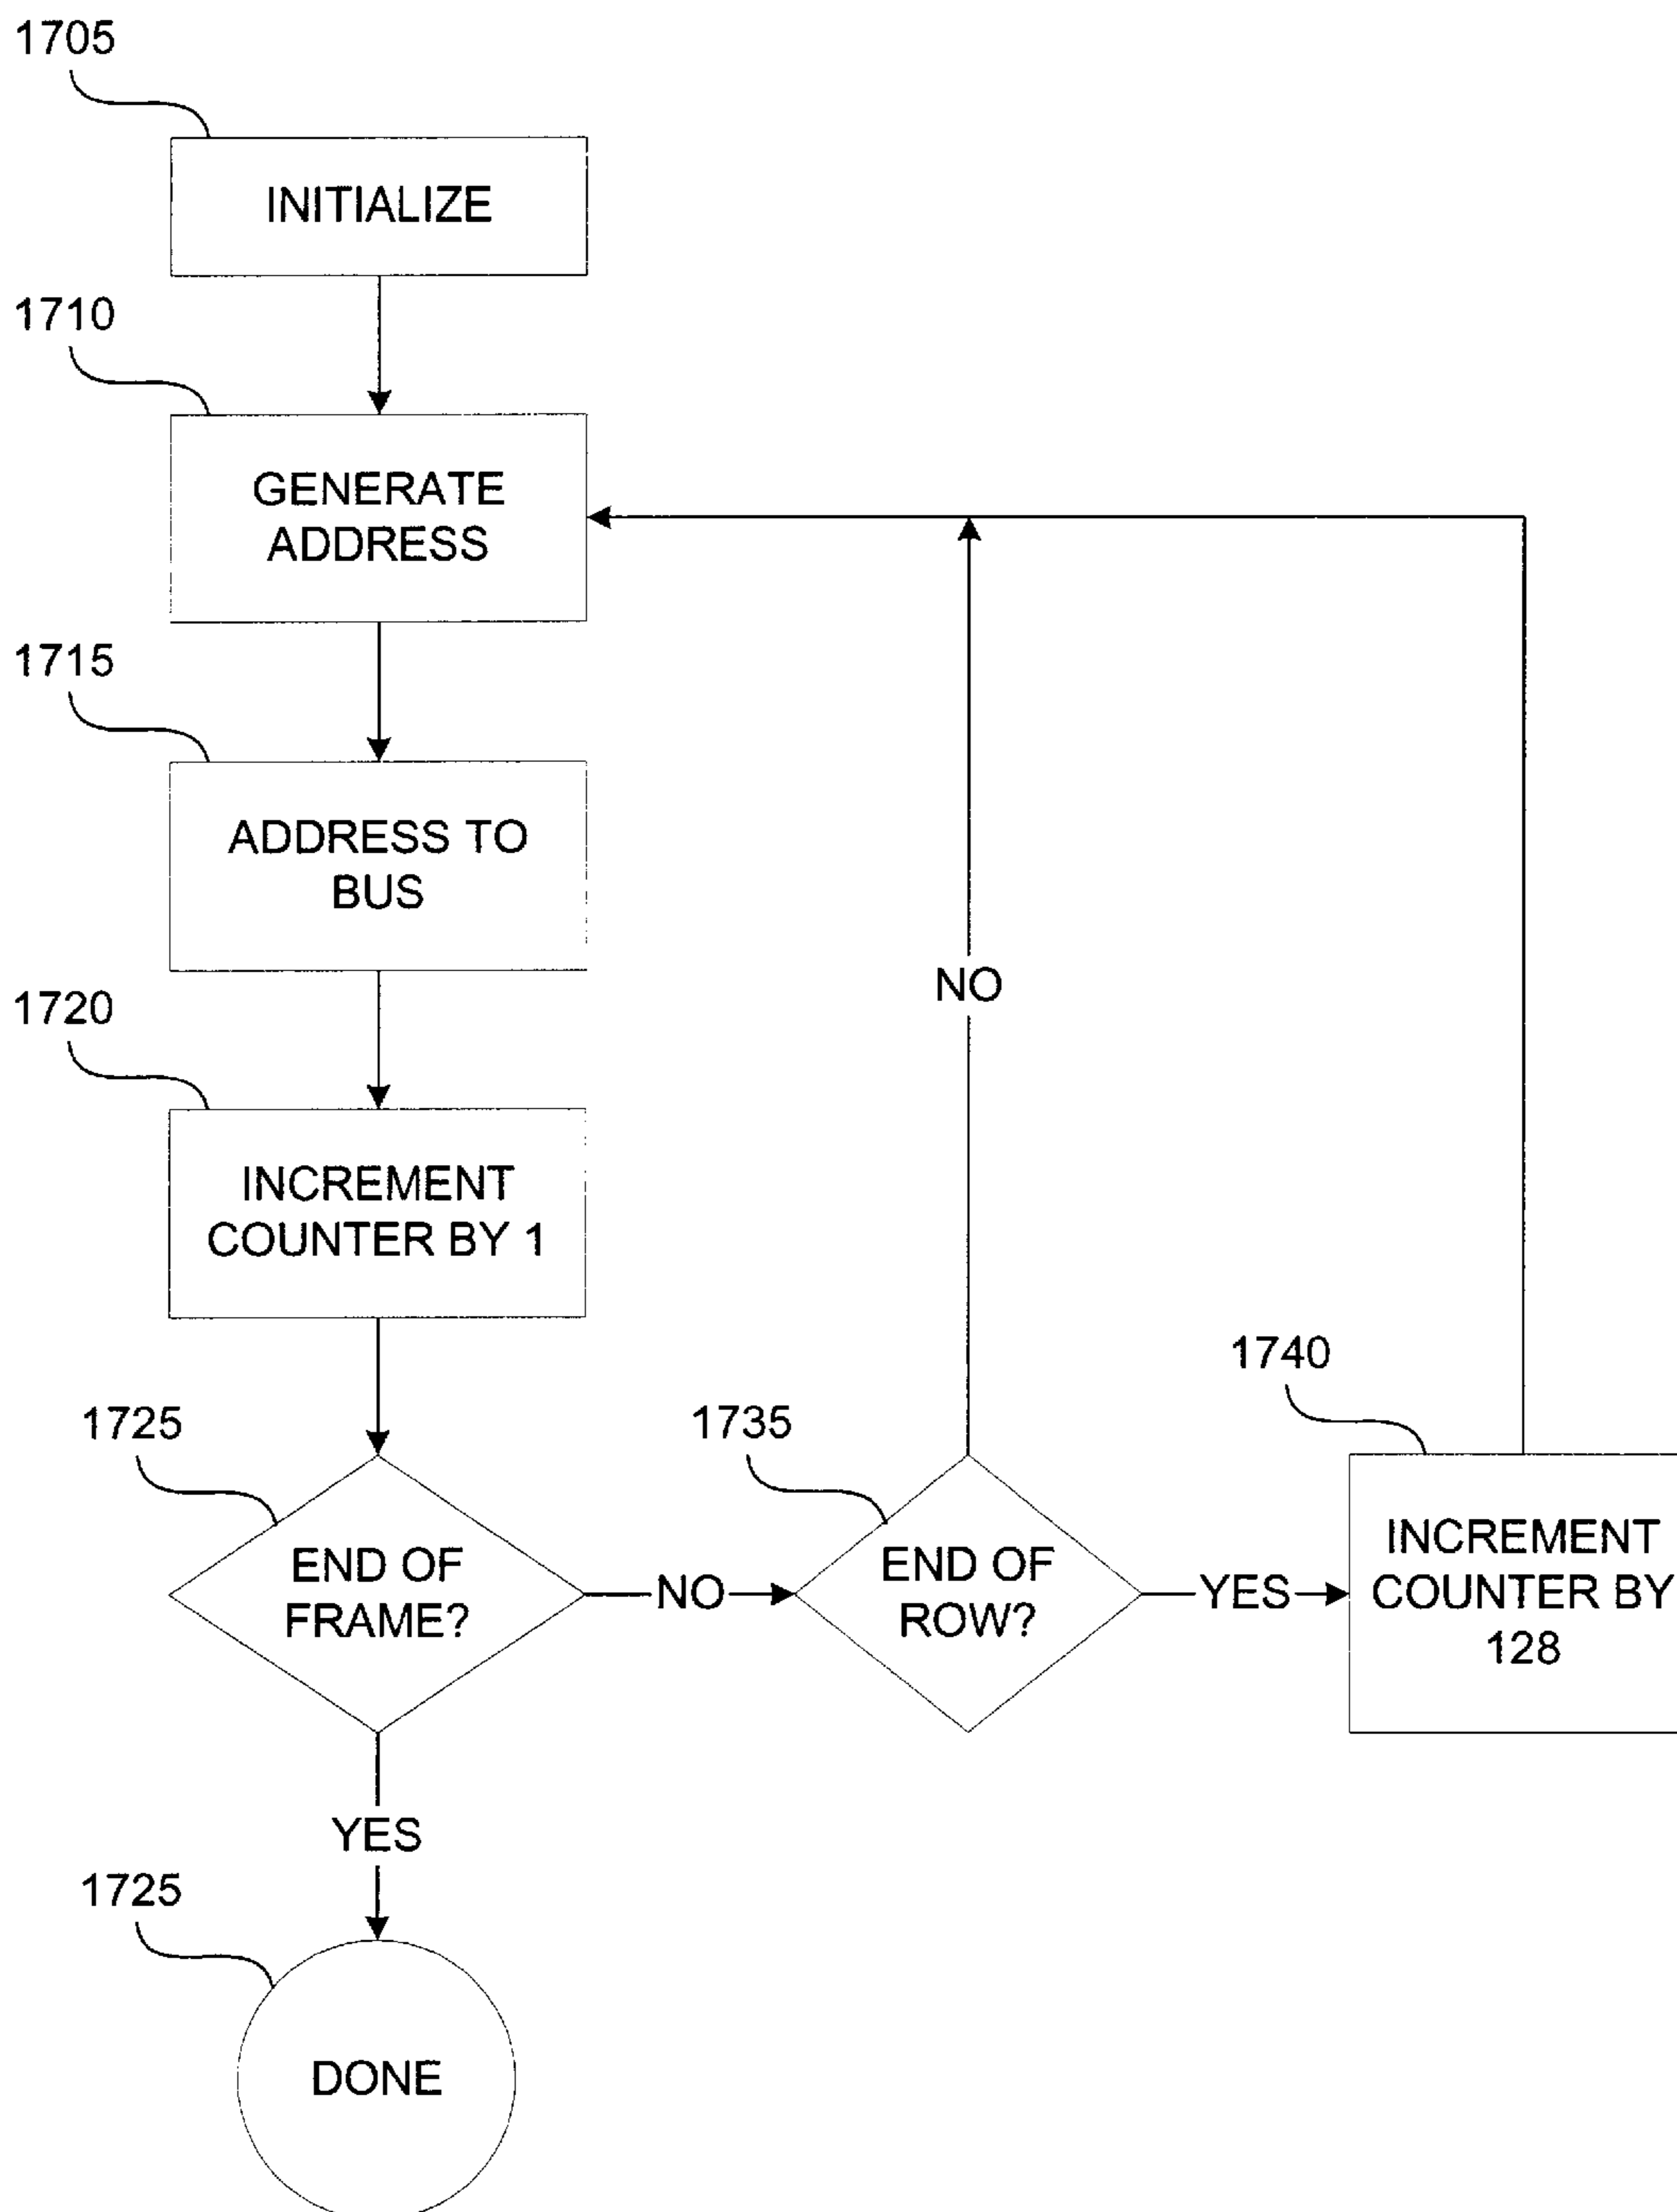 1705
INITIALIZE
1710
GENERATE
ADDRESS
1715
ADDRESS TO
BUS
NO
1720
INCREMENT
COUNTER BY 1
1725
END OF
FRAME?
NO
1735
END OF
ROW?
YES
1740
INCREMENT
COUNTER BY
128
YES
1725
DONE